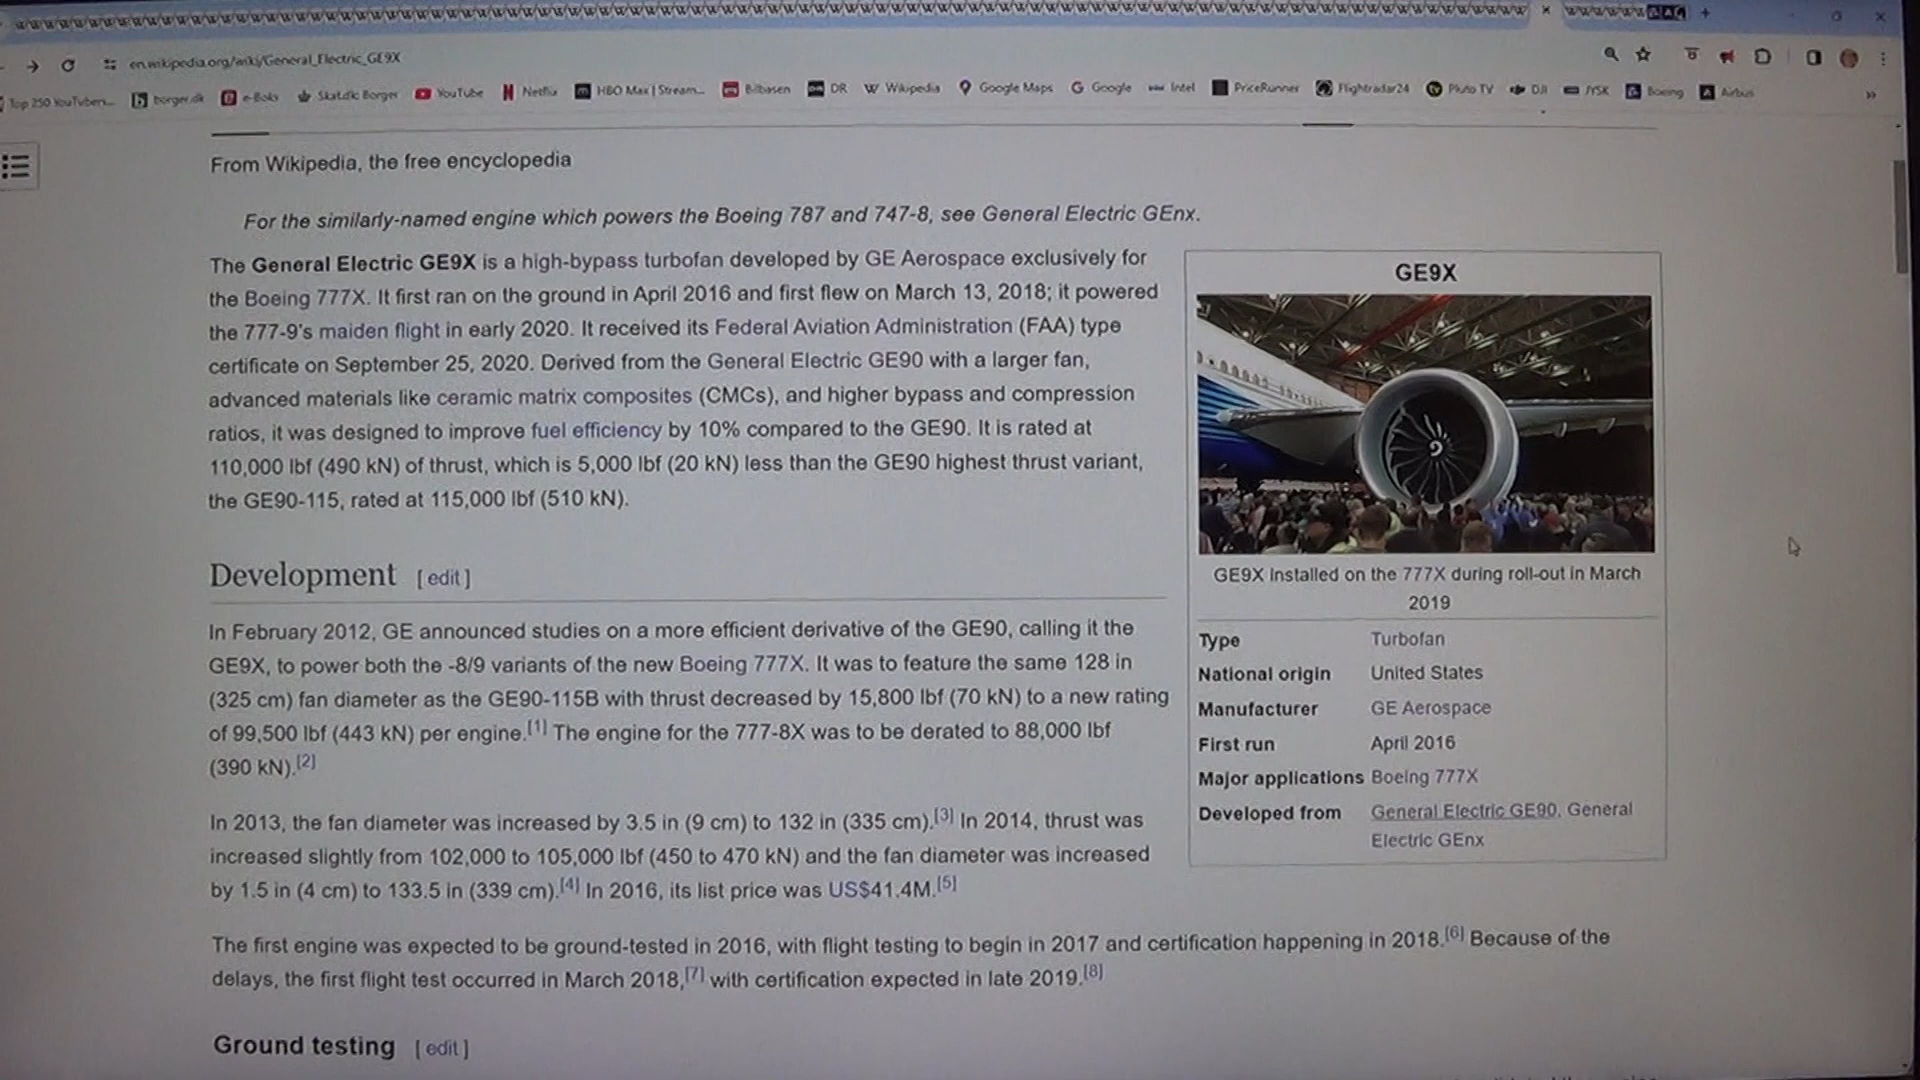 en.wikipedia.org/wiki/General_Electric_GE9X
Top 250 YouTubers... borger.dk e-Boks Skat.dk: Borger YouTube Netflix HBO Max | Stream... Bilbasen DR Wikipedia Google Maps Google Intel PriceRunner Flightradar24 Pluto TV DJI JYSK Boeing Airbus
From Wikipedia, the free encyclopedia
For the similarly-named engine which powers the Boeing 787 and 747-8, see General Electric GEnx.
The General Electric GE9X is a high-bypass turbofan developed by GE Aerospace exclusively for
the Boeing 777X. It first ran on the ground in April 2016 and first flew on March 13, 2018; it powered
the 777-9's maiden flight in early 2020. It received its Federal Aviation Administration (FAA) type
certificate on September 25, 2020. Derived from the General Electric GE90 with a larger fan,
advanced materials like ceramic matrix composites (CMCs), and higher bypass and compression
ratios, it was designed to improve fuel efficiency by 10% compared to the GE90. It is rated at
110,000 lbf (490 kN) of thrust, which is 5,000 lbf (20 kN) less than the GE90 highest thrust variant,
the GE90-115, rated at 115,000 lbf (510 kN).
GE9X
GE9X installed on the 777X during roll-out in March
2019
Type Turbofan
National origin United States
Manufacturer GE Aerospace
First run April 2016
Major applications Boeing 777X
Developed from General Electric GE90, General
Electric GEnx
Development [ edit ]
In February 2012, GE announced studies on a more efficient derivative of the GE90, calling it the
GE9X, to power both the -8/9 variants of the new Boeing 777X. It was to feature the same 128 in
(325 cm) fan diameter as the GE90-115B with thrust decreased by 15,800 lbf (70 kN) to a new rating
of 99,500 lbf (443 kN) per engine.[1] The engine for the 777-8X was to be derated to 88,000 lbf
(390 kN).[2]
In 2013, the fan diameter was increased by 3.5 in (9 cm) to 132 in (335 cm).[3] In 2014, thrust was
increased slightly from 102,000 to 105,000 lbf (450 to 470 kN) and the fan diameter was increased
by 1.5 in (4 cm) to 133.5 in (339 cm).[4] In 2016, its list price was US$41.4M.[5]
The first engine was expected to be ground-tested in 2016, with flight testing to begin in 2017 and certification happening in 2018.[6] Because of the
delays, the first flight test occurred in March 2018,[7] with certification expected in late 2019.[8]
Ground testing [ edit ]